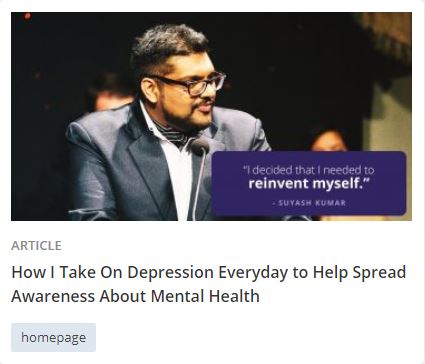 “I decided that I needed to
reinvent myself.”
- SUYASH KUMAR
ARTICLE
How I Take On Depression Everyday to Help Spread
Awareness About Mental Health
homepage